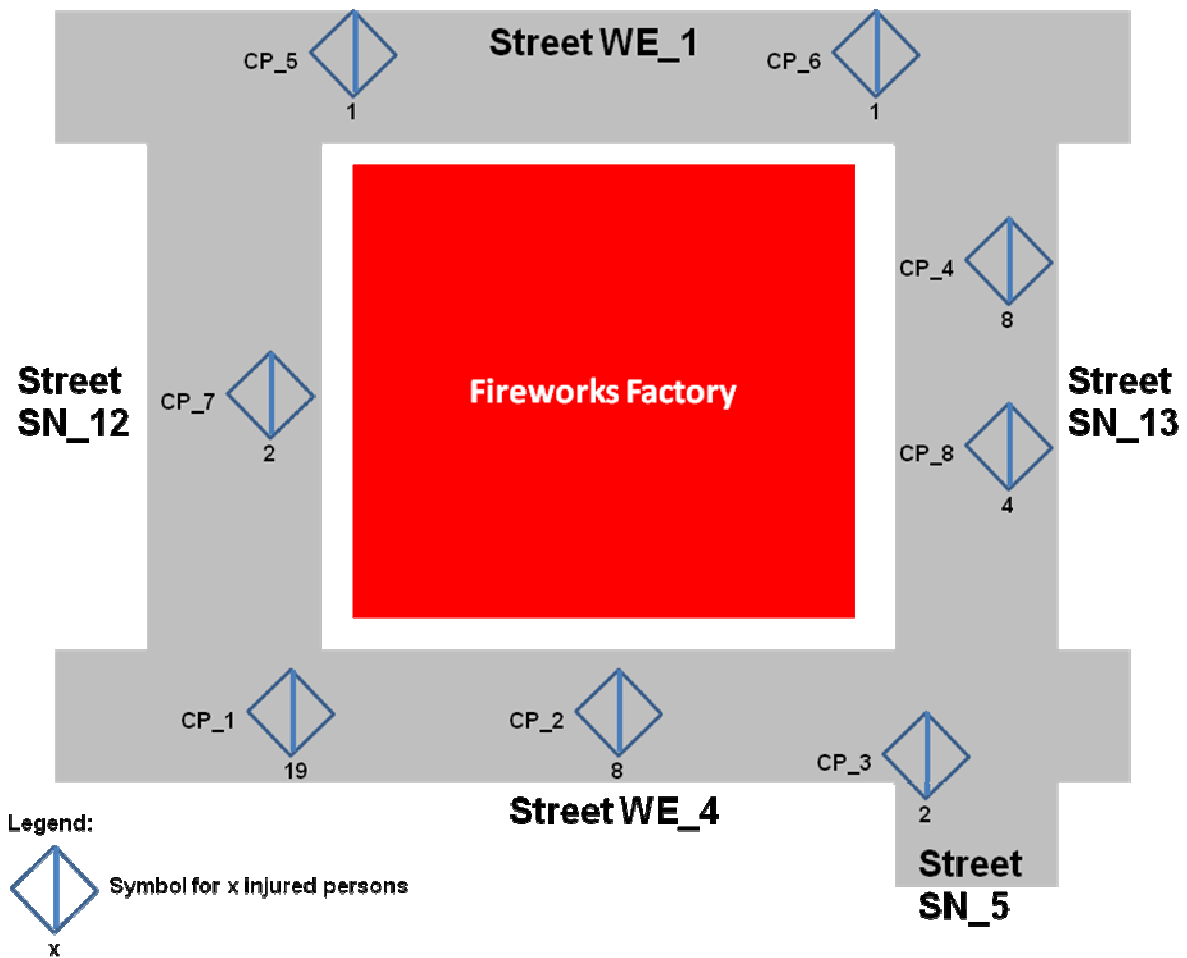 Street WE_1
CP_5
CP_6
1
1
CP_4
8
Street
SN_12
CP_7
2
Fireworks Factory
Street
SN_13
CP_8
4
CP_1
19
CP_2
8
CP_3
2
Street WE_4
Street
SN_5
Legend:
Symbol for x injured persons
x